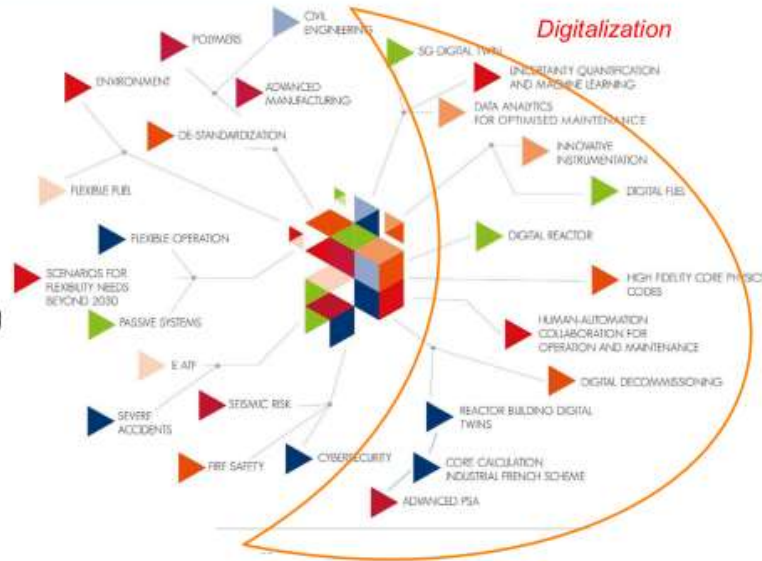 Digitalization
CIVIL
ENGINEERING
POLYMERS
ENVIRONMENT
ADVANCED
MANUFACTURING
DE-STANDARDIZATION
FLEXIBLE FUEL
FLEXIBLE OPERATION
SCENARIOS FOR
FLEXIBILITY NEEDS
BEYOND 2030
PASSIVE SYSTEMS
E ATF
SEVERE
ACCIDENTS
SEISMIC RISK
FIRE SAFETY
CYBERSECURITY
SG DIGITAL TWIN
UNCERTAINTY QUANTIFICATION
AND MACHINE LEARNING
DATA ANALYTICS
FOR OPTIMISED MAINTENANCE
INNOVATIVE
INSTRUMENTATION
DIGITAL FUEL
DIGITAL REACTOR
HIGH FIDELITY CORE PHYSIC
CODES
HUMAN-AUTOMATION
COLLABORATION FOR
OPERATION AND MAINTENANCE
DIGITAL DECOMMISSIONING
REACTOR BUILDING DIGITAL
TWINS
CORE CALCULATION
INDUSTRIAL FRENCH SCHEME
ADVANCED PSA